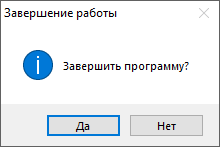 Завершение работы
Завершить программу?
Да
Нет